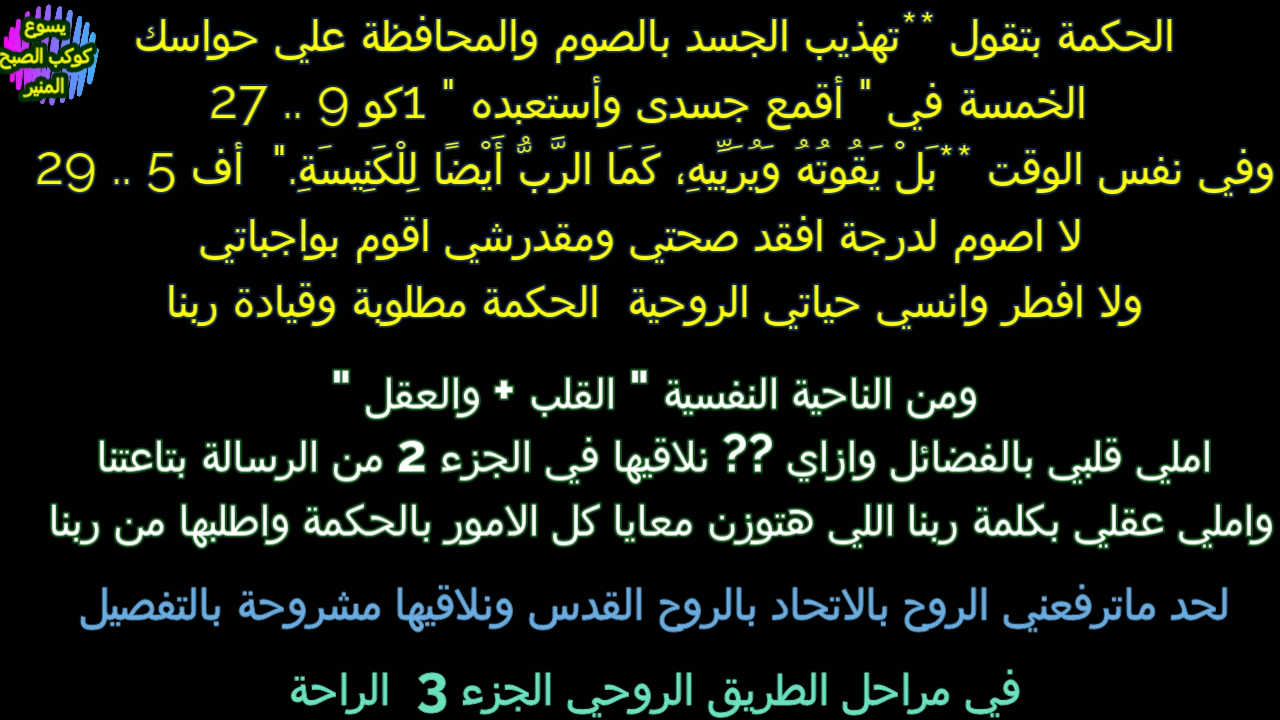 يسوع
كوكب الصبح
المنير
الحكمة بتقول **تهذيب الجسد بالصوم والمحافظة علي حواسك
الخمسة في " أقمع جسدى وأستعبده " 1كو 9 .. 27
وفي نفس الوقت **بَلْ يَقُوتُهُ وَيُرَبِّيهِ، كَمَا الرَّبُّ أَيْضًا لِلْكَنِيسَةِ." أف 5 .. 29
لا اصوم لدرجة افقد صحتي ومقدرشي اقوم بواجباتي
ولا افطر وانسي حياتي الروحية الحكمة مطلوبة وقيادة ربنا
ومن الناحية النفسية " القلب + والعقل "
املي قلبي بالفضائل وازاي ?? نلاقيها في الجزء 2 من الرسالة بتاعتنا
واملي عقلي بكلمة ربنا اللي هتوزن معايا كل الامور بالحكمة واطلبها من ربنا
لحد ماترفعني الروح بالاتحاد بالروح القدس ونلاقيها مشروحة بالتفصيل
في مراحل الطريق الروحي الجزء 3 الراحة